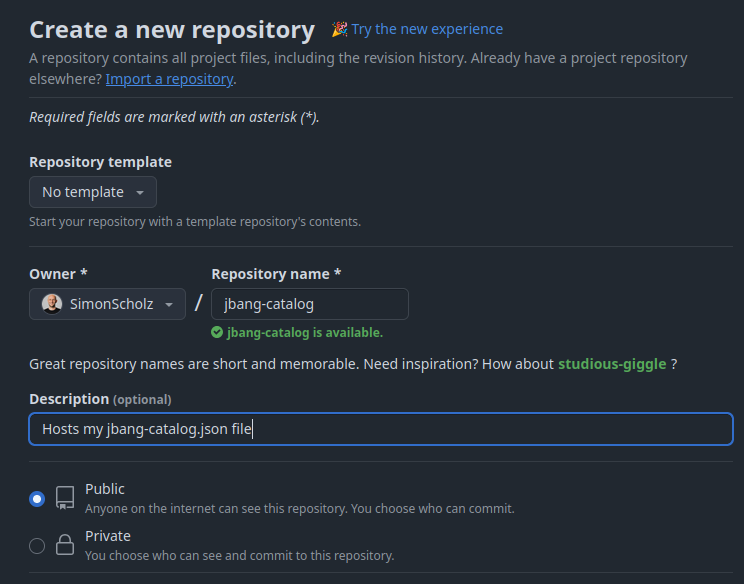 Create a new repository 🎉 Try the new experience
A repository contains all project files, including the revision history. Already have a project repository
elsewhere? Import a repository.
Required fields are marked with an asterisk (*).
Repository template
No template
Start your repository with a template repository's contents.
Owner * Repository name *
SimonScholz / jbang-catalog
jbang-catalog is available.
Great repository names are short and memorable. Need inspiration? How about studious-giggle ?
Description (optional)
Hosts my jbang-catalog.json file
Public
Anyone on the internet can see this repository. You choose who can commit.
Private
You choose who can see and commit to this repository.